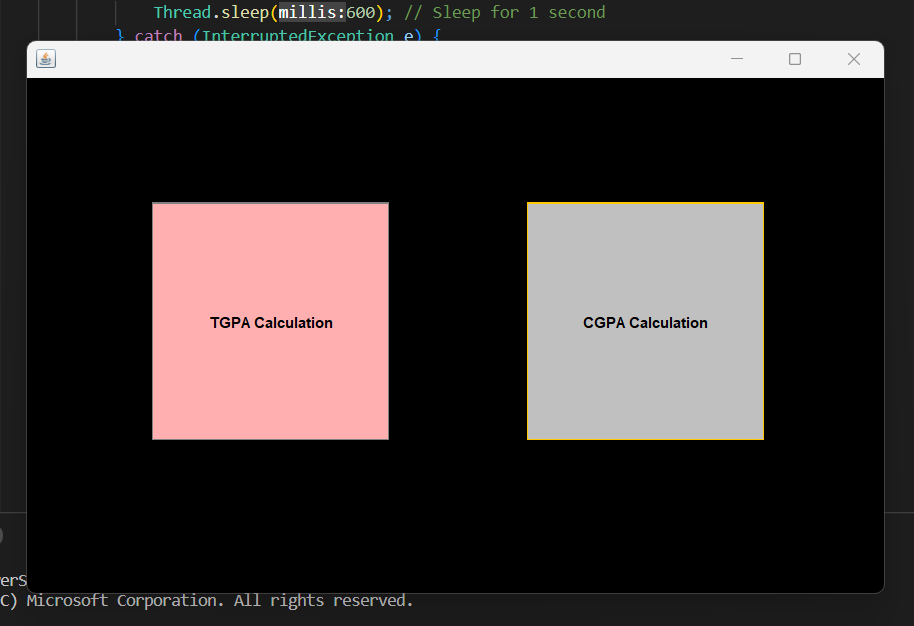 Thread.sleep(millis:600); // Sleep for 1 second
} catch (InterruptedException e) {
TGPA Calculation
CGPA Calculation
erS
C) Microsoft Corporation. All rights reserved.